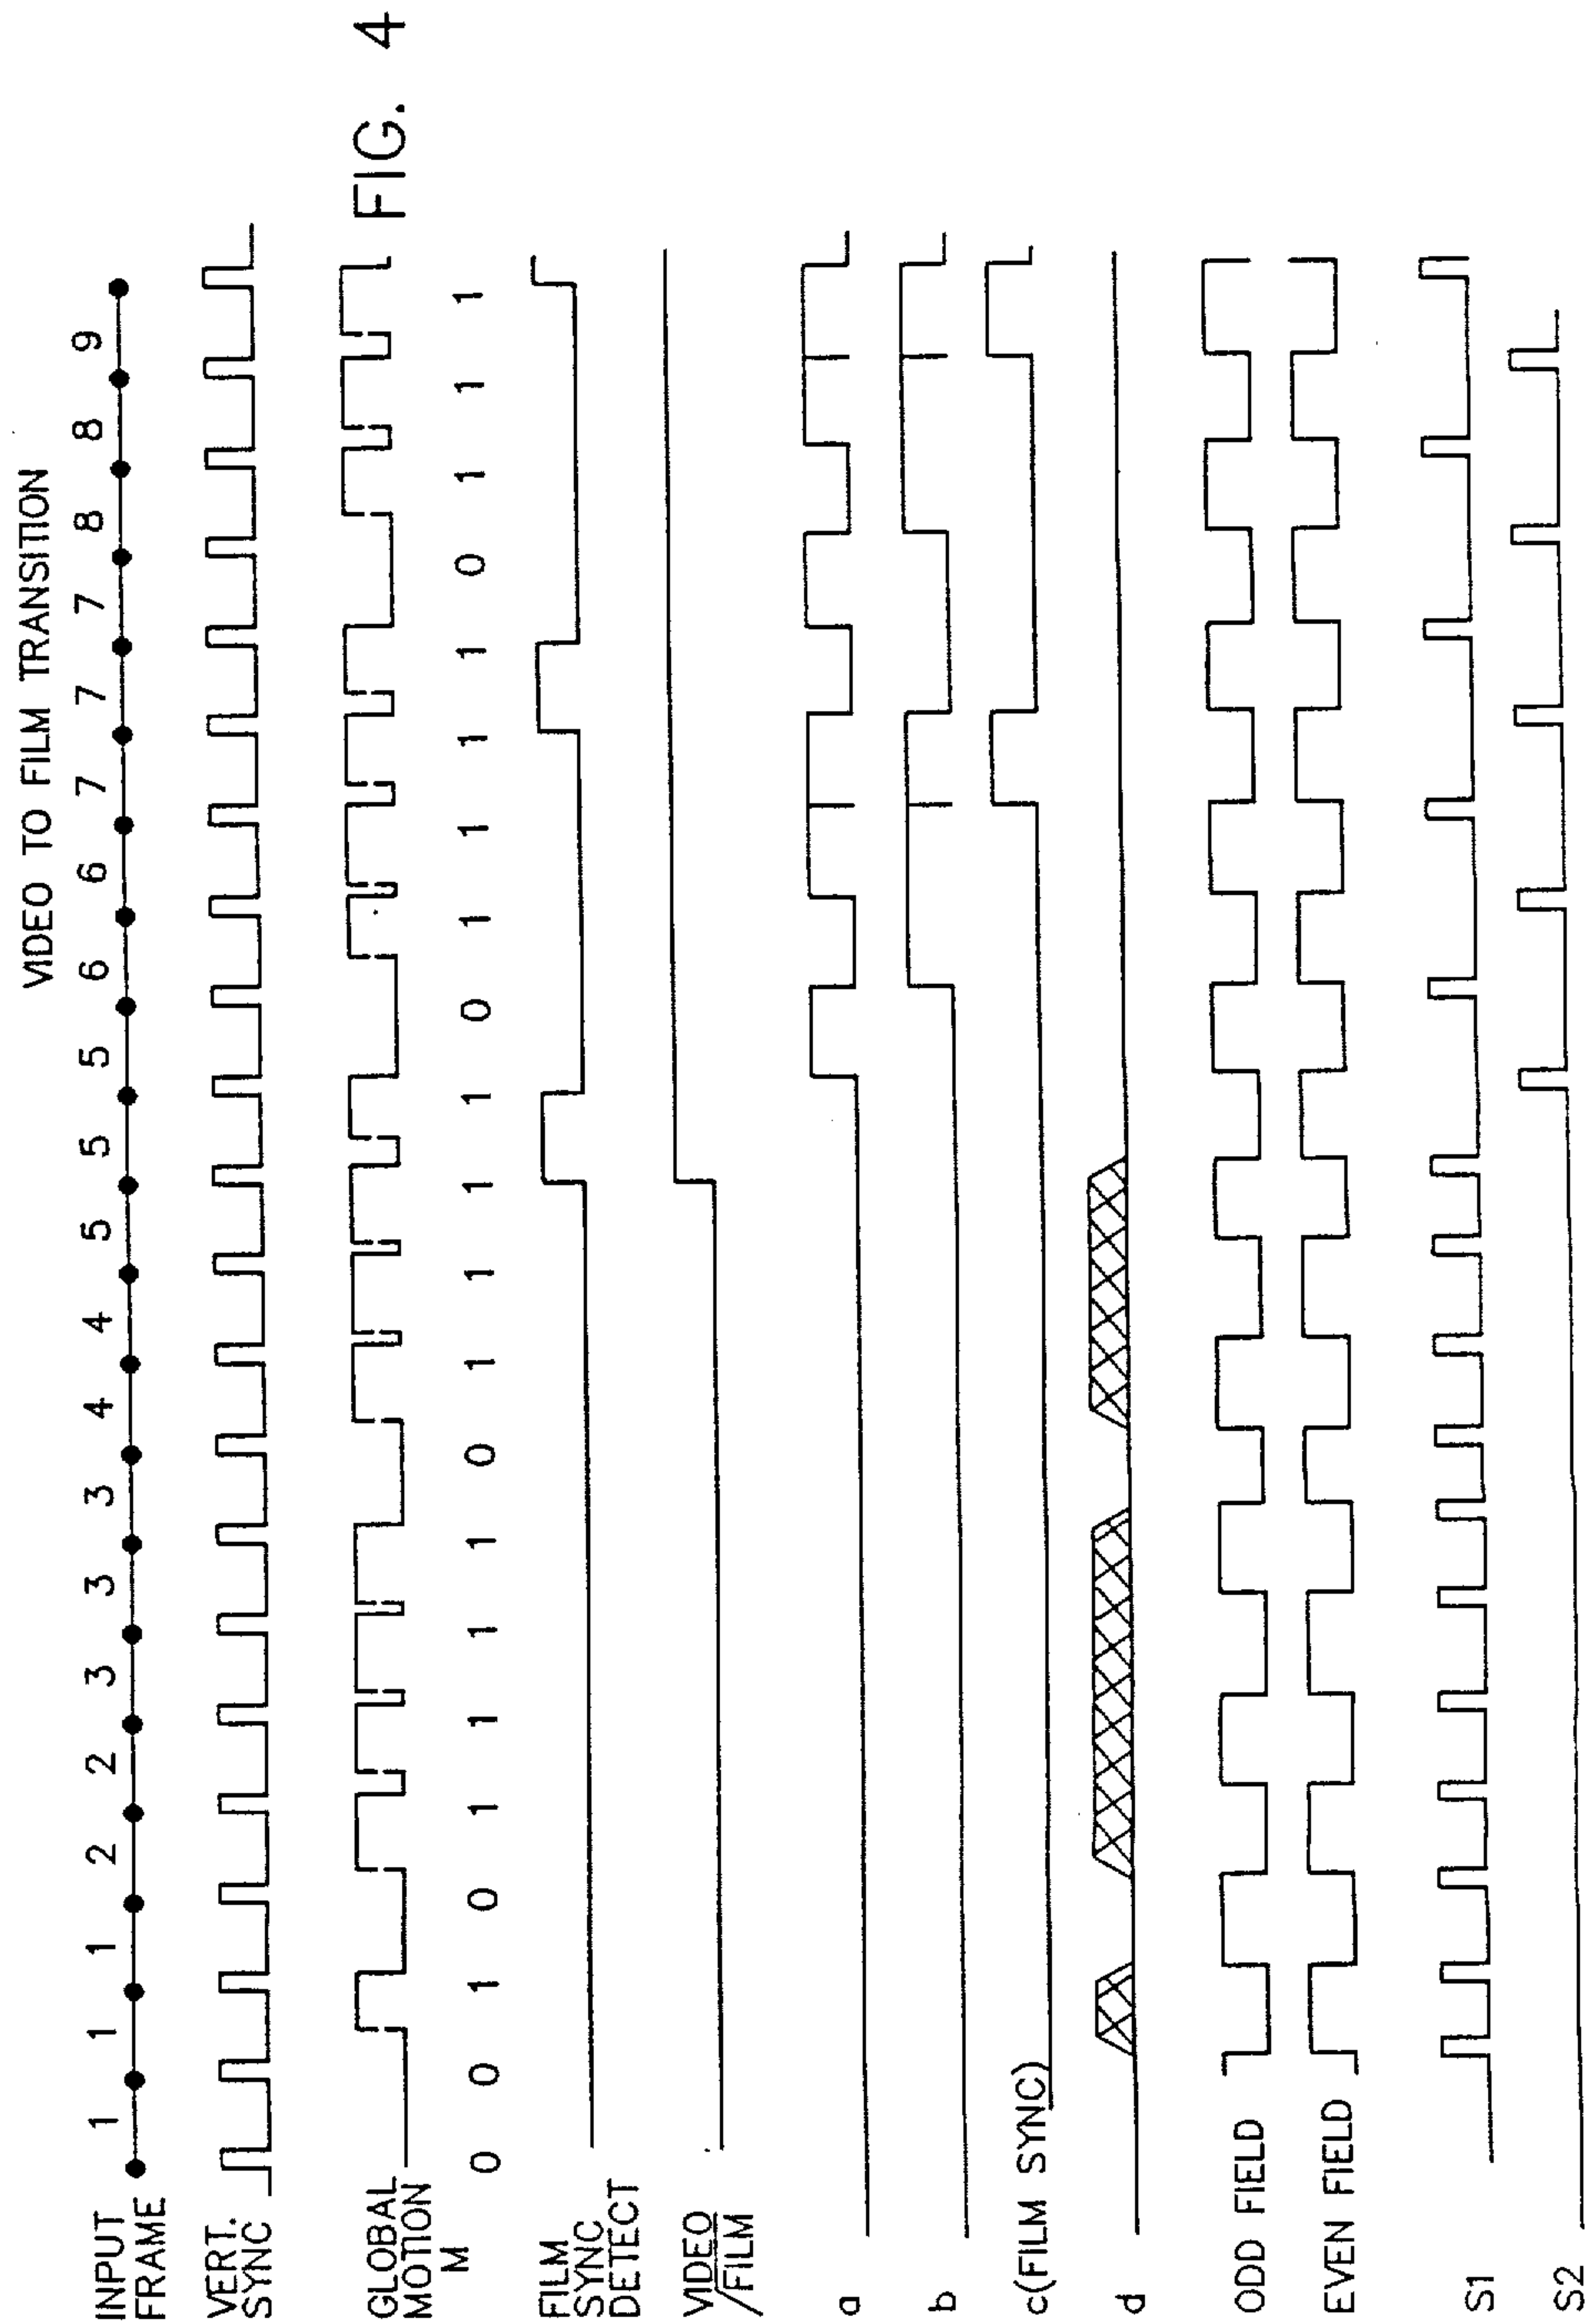 VIDEO TO FILM TRANSITION
INPUT FRAME 1 1 1 2 2 3 3 3 4 4 5 5 5 6 6 7 7 7 8 8 9
VERT. SYNC
GLOBAL MOTION
M 0 0 1 0 1 1 1 1 0 1 1 1 1 0 1 1 1 1 0 1 1 1
FIG. 4
FILM SYNC DETECT
VIDEO
/FILM
a
b
c(FILM SYNC)
d
ODD FIELD
EVEN FIELD
S1
S2